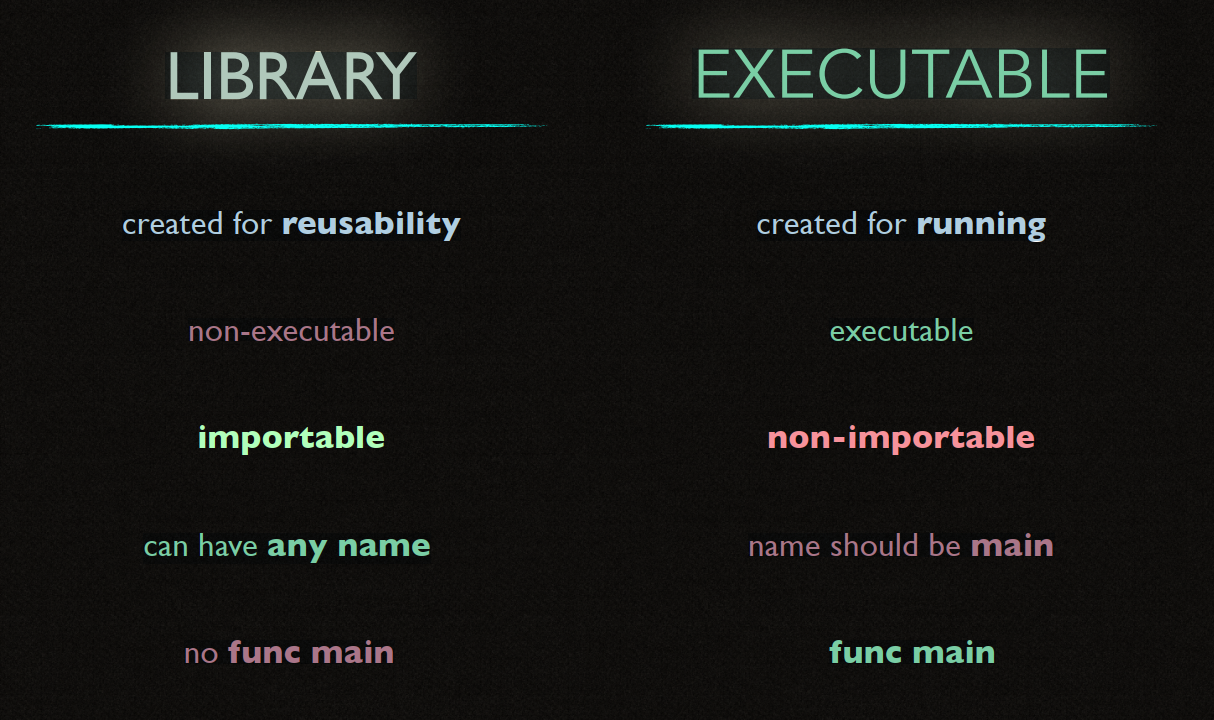 LIBRARY
created for reusability
non-executable
importable
can have any name
no func main
EXECUTABLE
created for running
executable
non-importable
name should be main
func main